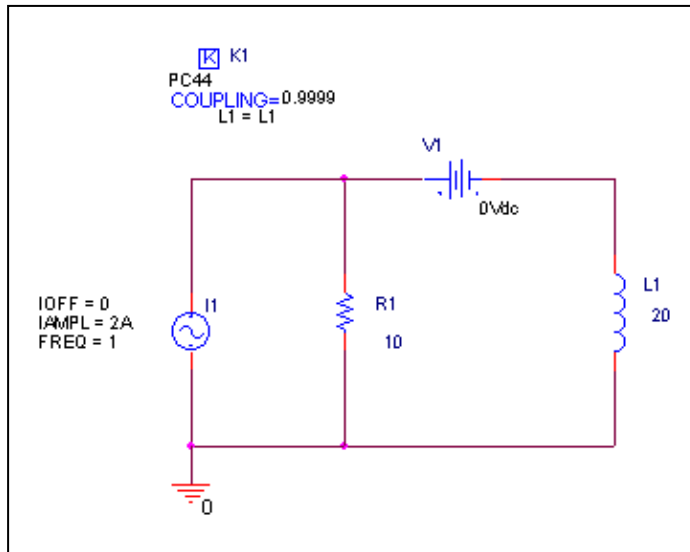 K K1
PC44
COUPLING=0.9999
L1 = L1
V1
0Vdc
IOFF = 0
IAMPL = 2A
FREQ = 1
I1
R1
10
L1
20
0